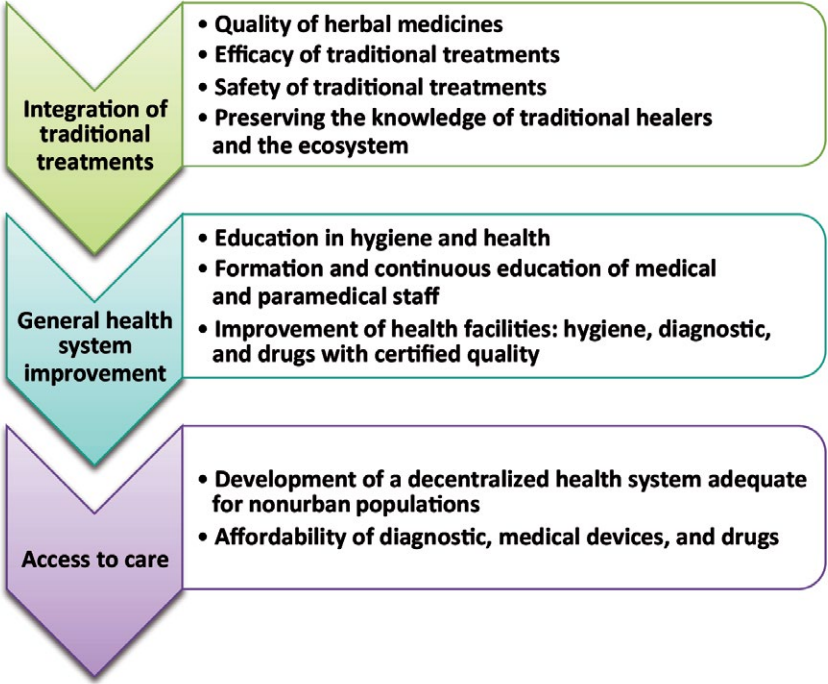 Integration of
traditional
treatments
• Quality of herbal medicines
• Efficacy of traditional treatments
• Safety of traditional treatments
• Preserving the knowledge of traditional healers
and the ecosystem
General health
system
improvement
• Education in hygiene and health
• Formation and continuous education of medical
and paramedical staff
• Improvement of health facilities: hygiene, diagnostic,
and drugs with certified quality
Access to care
• Development of a decentralized health system adequate
for nonurban populations
• Affordability of diagnostic, medical devices, and drugs